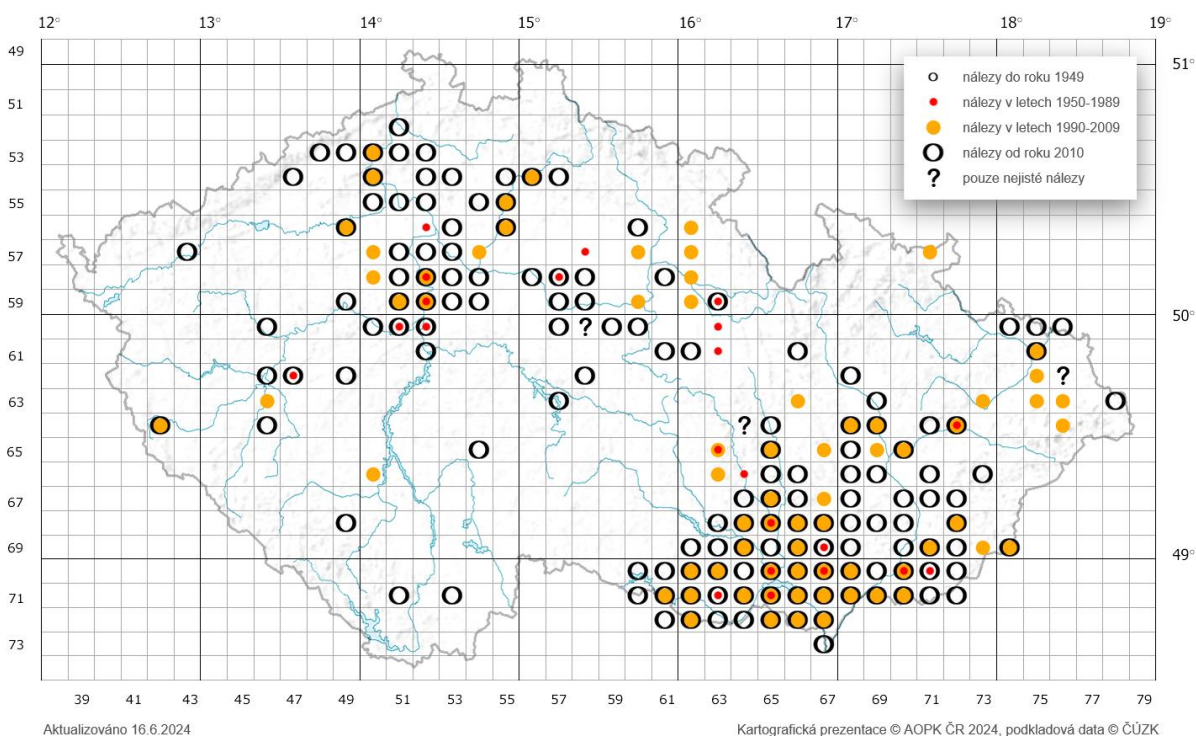 12° 13° 14° 15° 16° 17° 18° 19°
49
51°
nálezy do roku 1949
51
nálezy v letech 1950-1989
nálezy v letech 1990-2009
53
nálezy od roku 2010
? pouze nejisté nálezy
55
57
59
50°
?
61
?
63
?
65
67
69
49°
71
73
39 41 43 45 47 49 51 53 55 57 59 61 63 65 67 69 71 73 75 77 79
Aktualizováno 16.6.2024
Kartografická prezentace © AOPK ČR 2024, podkladová data © ČÚZK